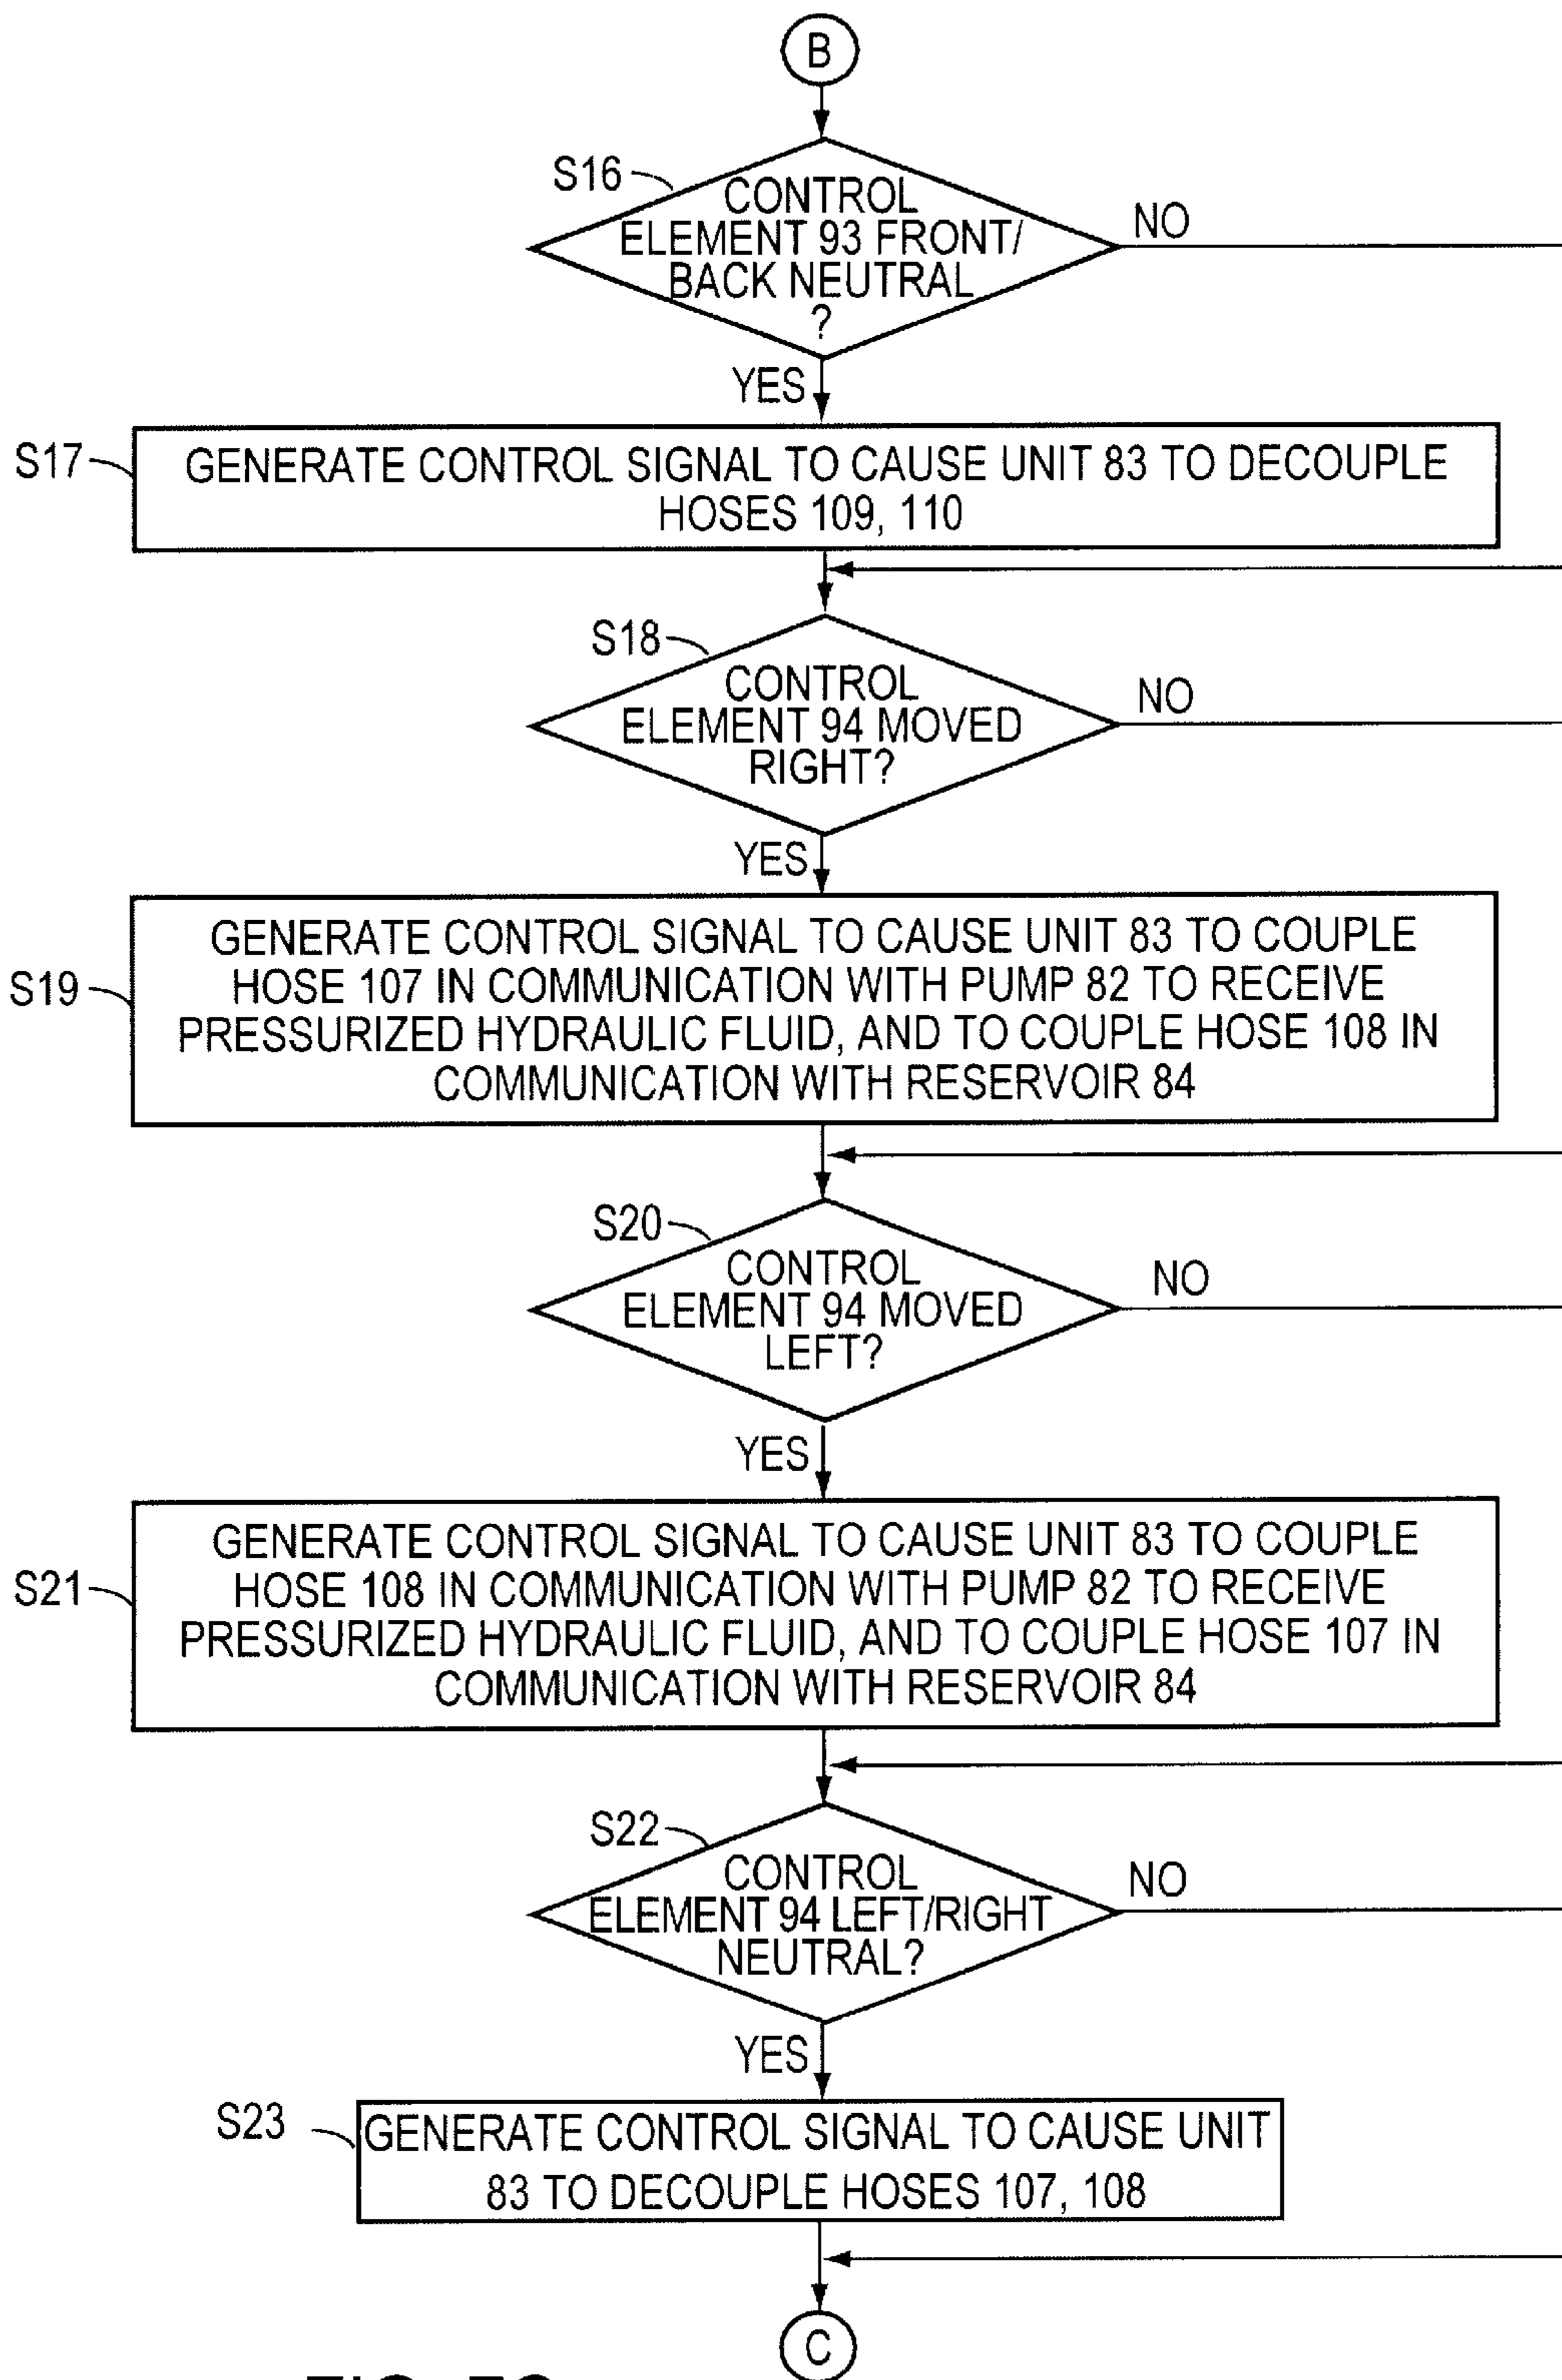 B
S16
CONTROL
ELEMENT 93 FRONT/
BACK NEUTRAL
?
NO
YES
S17
GENERATE CONTROL SIGNAL TO CAUSE UNIT 83 TO DECOUPLE
HOSES 109, 110
S18
CONTROL
ELEMENT 94 MOVED
RIGHT?
NO
YES
S19
GENERATE CONTROL SIGNAL TO CAUSE UNIT 83 TO COUPLE
HOSE 107 IN COMMUNICATION WITH PUMP 82 TO RECEIVE
PRESSURIZED HYDRAULIC FLUID, AND TO COUPLE HOSE 108 IN
COMMUNICATION WITH RESERVOIR 84
S20
CONTROL
ELEMENT 94 MOVED
LEFT?
NO
YES
S21
GENERATE CONTROL SIGNAL TO CAUSE UNIT 83 TO COUPLE
HOSE 108 IN COMMUNICATION WITH PUMP 82 TO RECEIVE
PRESSURIZED HYDRAULIC FLUID, AND TO COUPLE HOSE 107 IN
COMMUNICATION WITH RESERVOIR 84
S22
CONTROL
ELEMENT 94 LEFT/RIGHT
NEUTRAL?
NO
YES
S23
GENERATE CONTROL SIGNAL TO CAUSE UNIT
83 TO DECOUPLE HOSES 107, 108
C